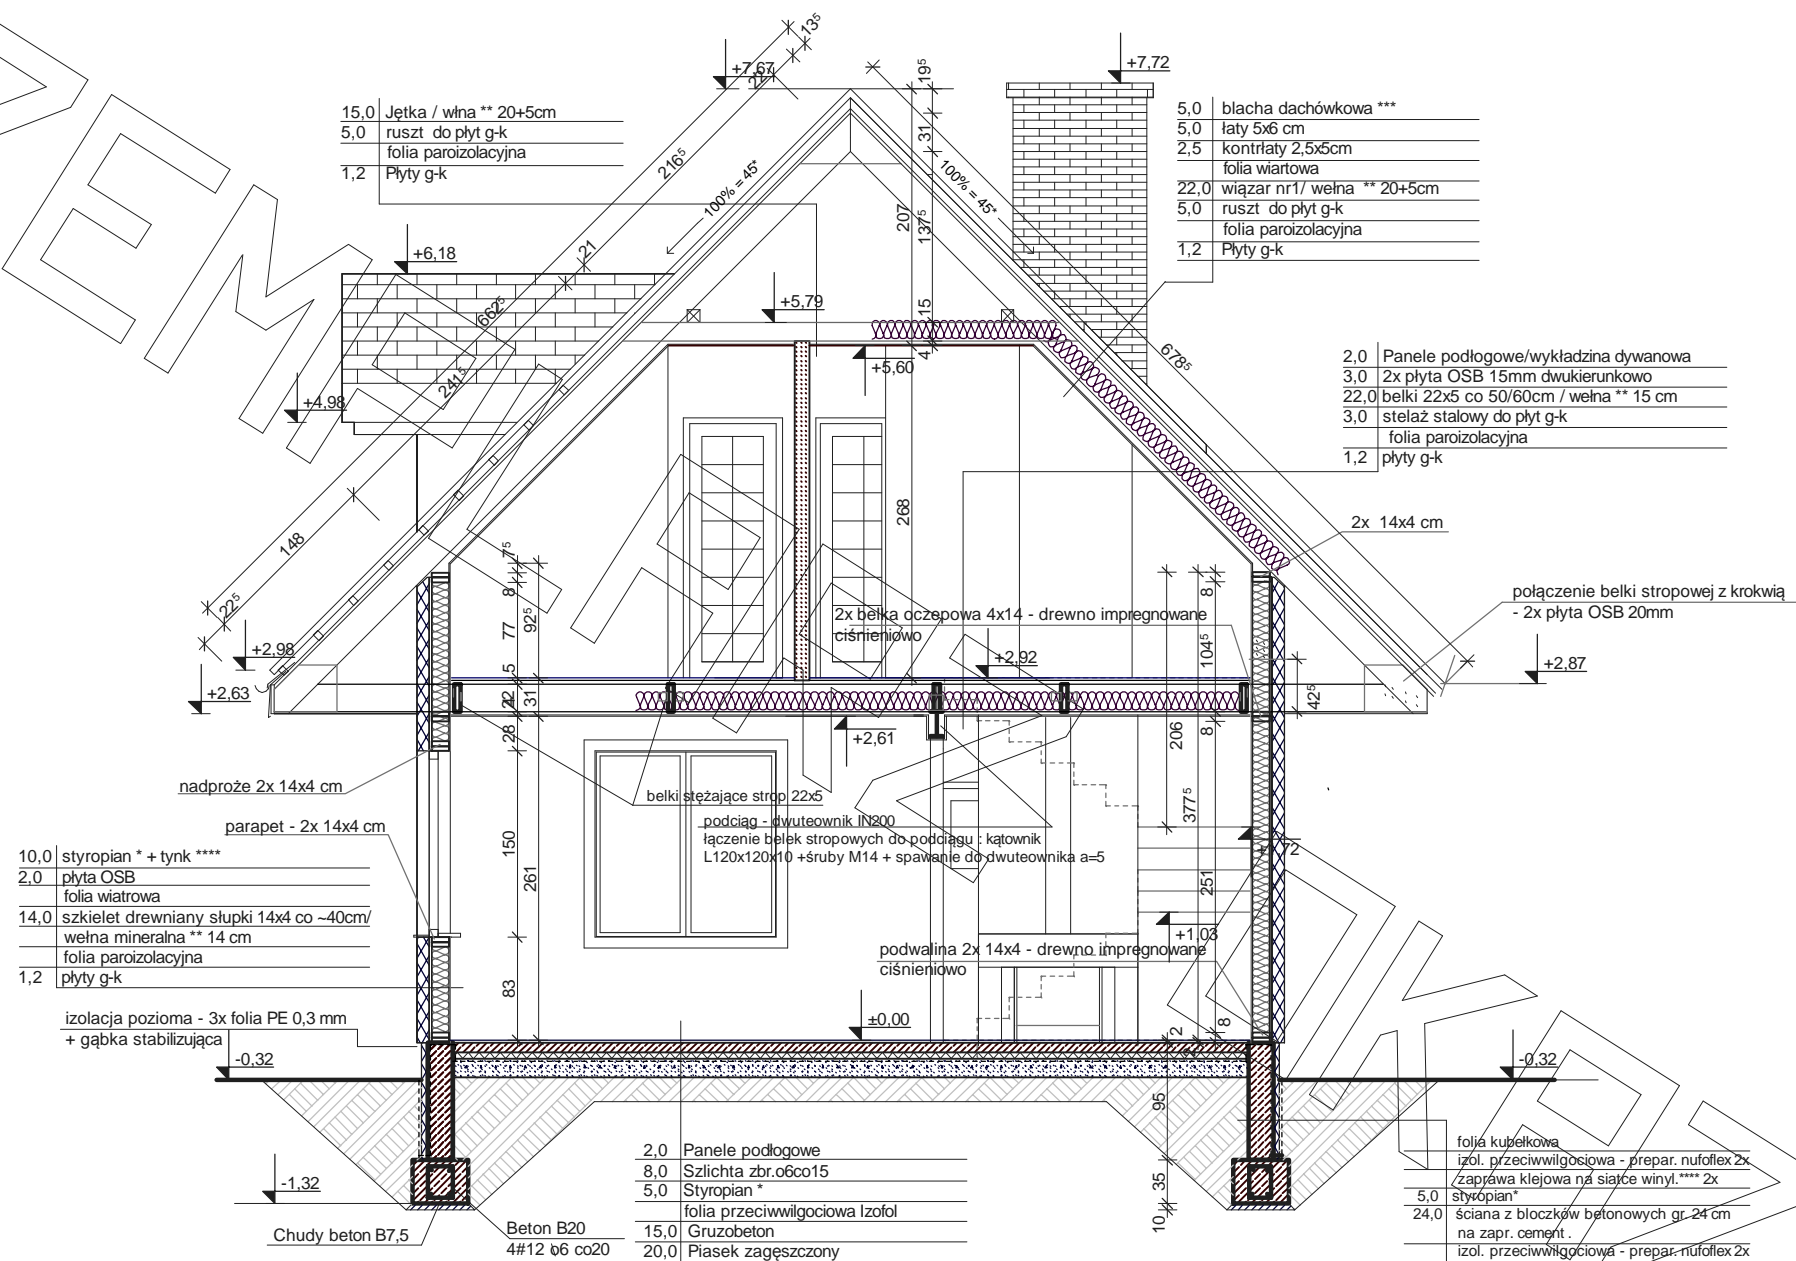 +7,67
+7,72
13⁵
19⁵
15,0 Jętka / włna ** 20+5cm
5,0 ruszt do płyt g-k
folia paroizolacyjna
1,2 Płyty g-k
5,0 blacha dachówkowa ***
5,0 łaty 5x6 cm
2,5 kontrłaty 2,5x5cm
folia wiartowa
22,0 wiązar nr1/ wełna ** 20+5cm
5,0 ruszt do płyt g-k
folia paroizolacyjna
1,2 Płyty g-k
216⁵
31
100% = 45*
100% = 45*
207
137⁵
+6,18
21
+5,79
15
662⁵
4
+5,60
678⁵
241⁵
+4,98
2,0 Panele podłogowe/wykładzina dywanowa
3,0 2x płyta OSB 15mm dwukierunkowo
22,0 belki 22x5 co 50/60cm / wełna ** 15 cm
3,0 stelaż stalowy do płyt g-k
folia paroizolacyjna
1,2 płyty g-k
268
148
2x 14x4 cm
7⁵
8
8
22⁵
77
92⁵
połączenie belki stropowej z krokwią
- 2x płyta OSB 20mm
2x belka oczepowa 4x14 - drewno impregnowane
ciśnieniowo
104⁵
+2,98
+2,92
+2,87
+2,63
31
42⁵
28
+2,61
206
8
nadproże 2x 14x4 cm
belki stężające strop 22x5
377⁵
podciąg - dwuteownik IN200
łączenie belek stropowych do podciągu : kątownik
L120x120x10 +śruby M14 + spawanie do dwuteownika a=5
parapet - 2x 14x4 cm
150
261
251
10,0 styropian * + tynk ****
2,0 płyta OSB
folia wiatrowa
14,0 szkielet drewniany słupki 14x4 co ~40cm/
wełna mineralna ** 14 cm
folia paroizolacyjna
1,2 płyty g-k
+1,03
podwalina 2x 14x4 - drewno impregnowane
ciśnieniowo
83
izolacja pozioma - 3x folia PE 0,3 mm
+ gąbka stabilizująca
±0,00
8
2
-0,32
-0,32
95
35
10
-1,32
Chudy beton B7,5
Beton B20
4#12 ϕ6 co20
2,0 Panele podłogowe
8,0 Szlichta zbr.o6co15
5,0 Styropian *
folia przeciwwilgociowa Izofol
15,0 Gruzobeton
20,0 Piasek zagęszczony
folia kubełkowa
izol. przeciwwilgociowa - prepar. nufoflex 2x
zaprawa klejowa na siatce winyl.**** 2x
5,0 styropian*
24,0 ściana z bloczków betonowych gr. 24 cm
na zapr. cement .
izol. przeciwwilgociowa - prepar. nufoflex 2x